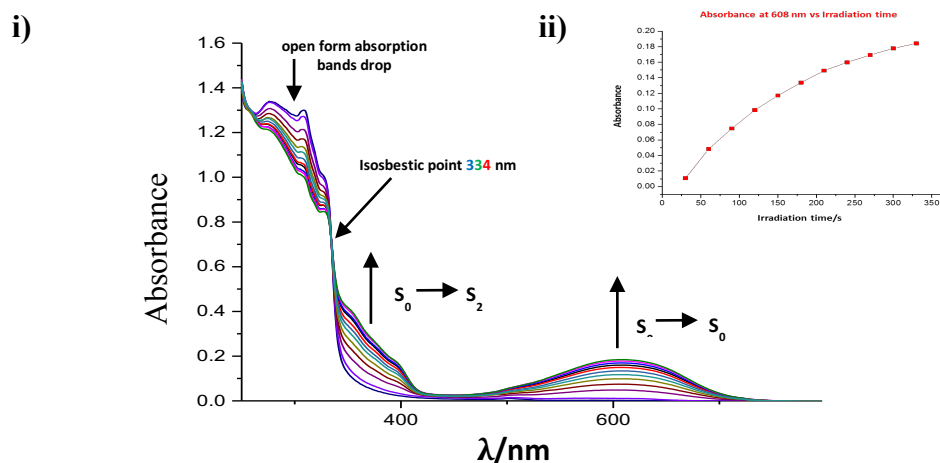 i)
ii)
Absorbance at 608 nm vs Irradiation time
open form absorption
bands drop
Isosbestic point 334 nm
S0 S2
S0
Absorbance
1.6
1.4
1.2
1.0
0.8
0.6
0.4
0.2
0.0
400 600
λ/nm
Absorbance
0.20
0.18
0.16
0.14
0.12
0.10
0.08
0.06
0.04
0.02
0.00
0 50 100 150 200 250 300 350
Irradiation time/s